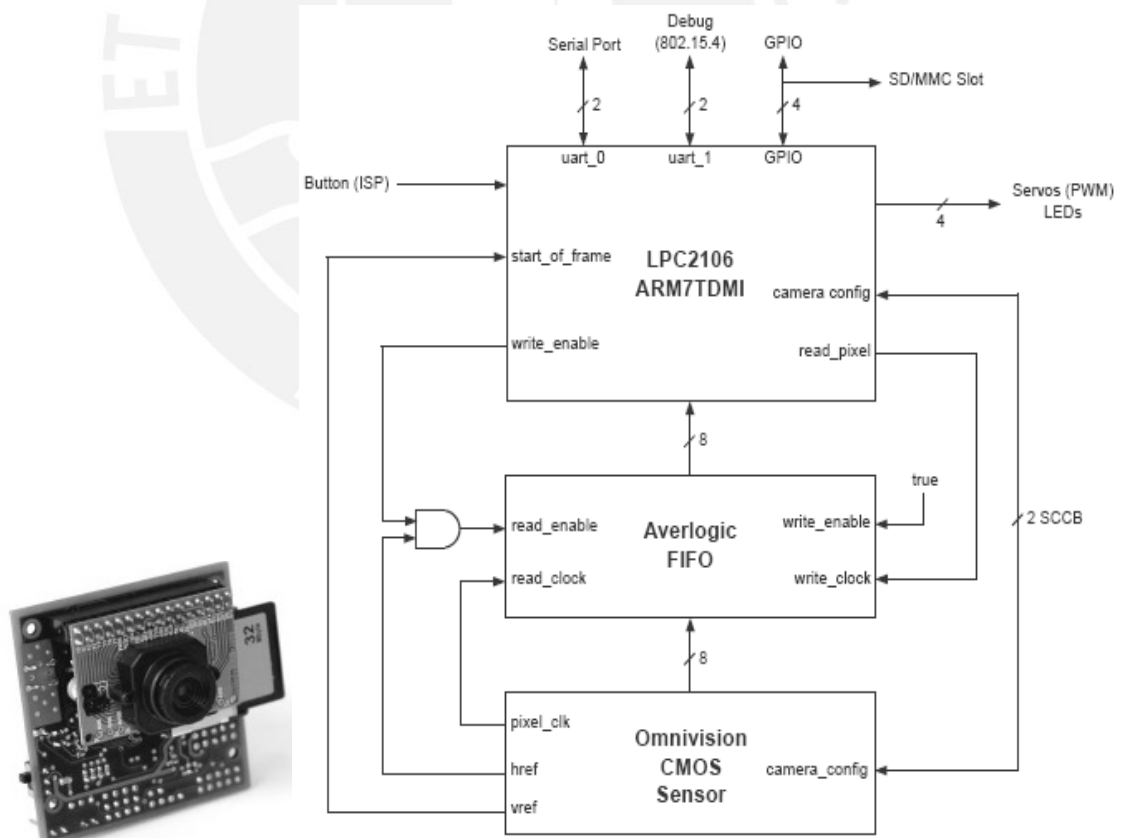 ET
Debug
(802.15.4)
Serial Port
GPIO
SD/MMC Slot
2
2
4
uart_0
uart_1
GPIO
Button (ISP)
Servos (PWM)
LEDs
4
start_of_frame
LPC2106
ARM7TDMI
camera config
write_enable
read_pixel
8
true
read_enable
Averlogic
FIFO
write_enable
2 SCCB
read_clock
write_clock
8
pixel_clk
Omnivision
CMOS
Sensor
href
camera_config
vref
32